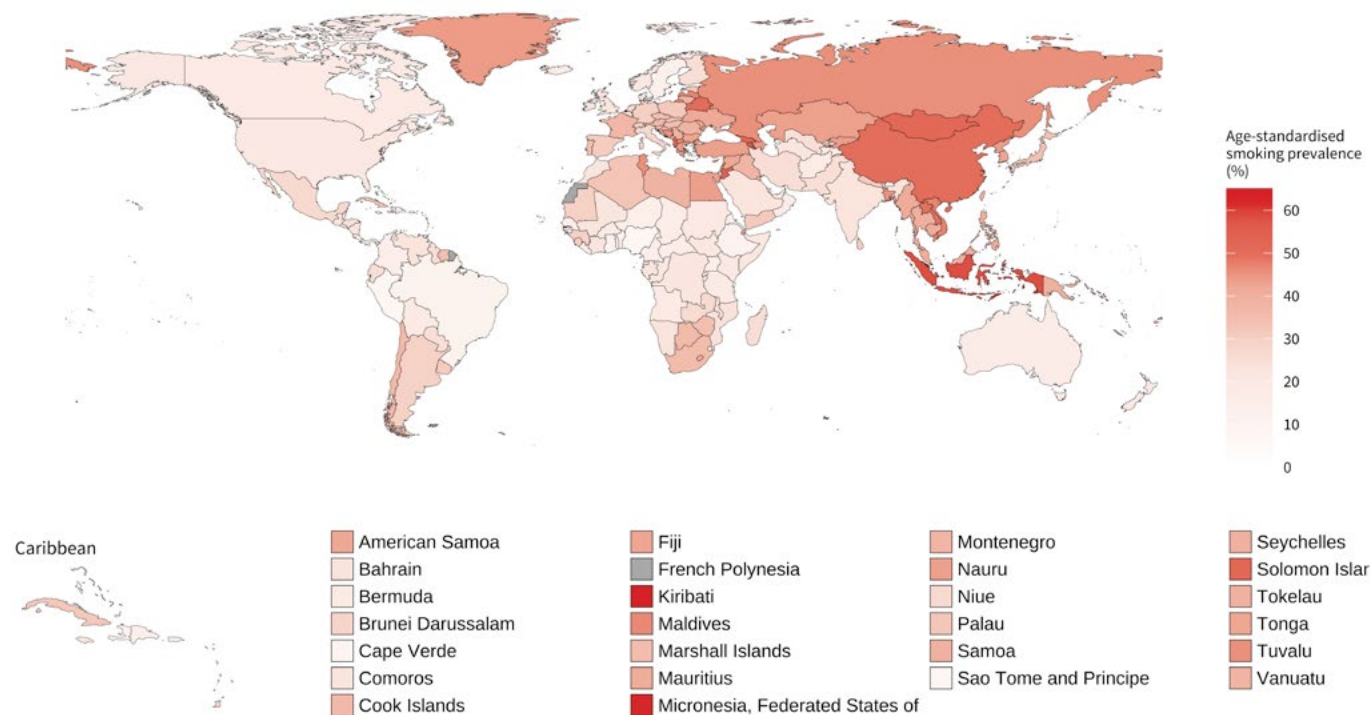 Age-standardised
smoking prevalence
(%)
60
50
40
30
20
10
0
Caribbean
American Samoa
Bahrain
Bermuda
Brunei Darussalam
Cape Verde
Comoros
Cook Islands
Fiji
French Polynesia
Kiribati
Maldives
Marshall Islands
Mauritius
Micronesia, Federated States of
Montenegro
Nauru
Niue
Palau
Samoa
Sao Tome and Principe
Seychelles
Solomon Islar
Tokelau
Tonga
Tuvalu
Vanuatu